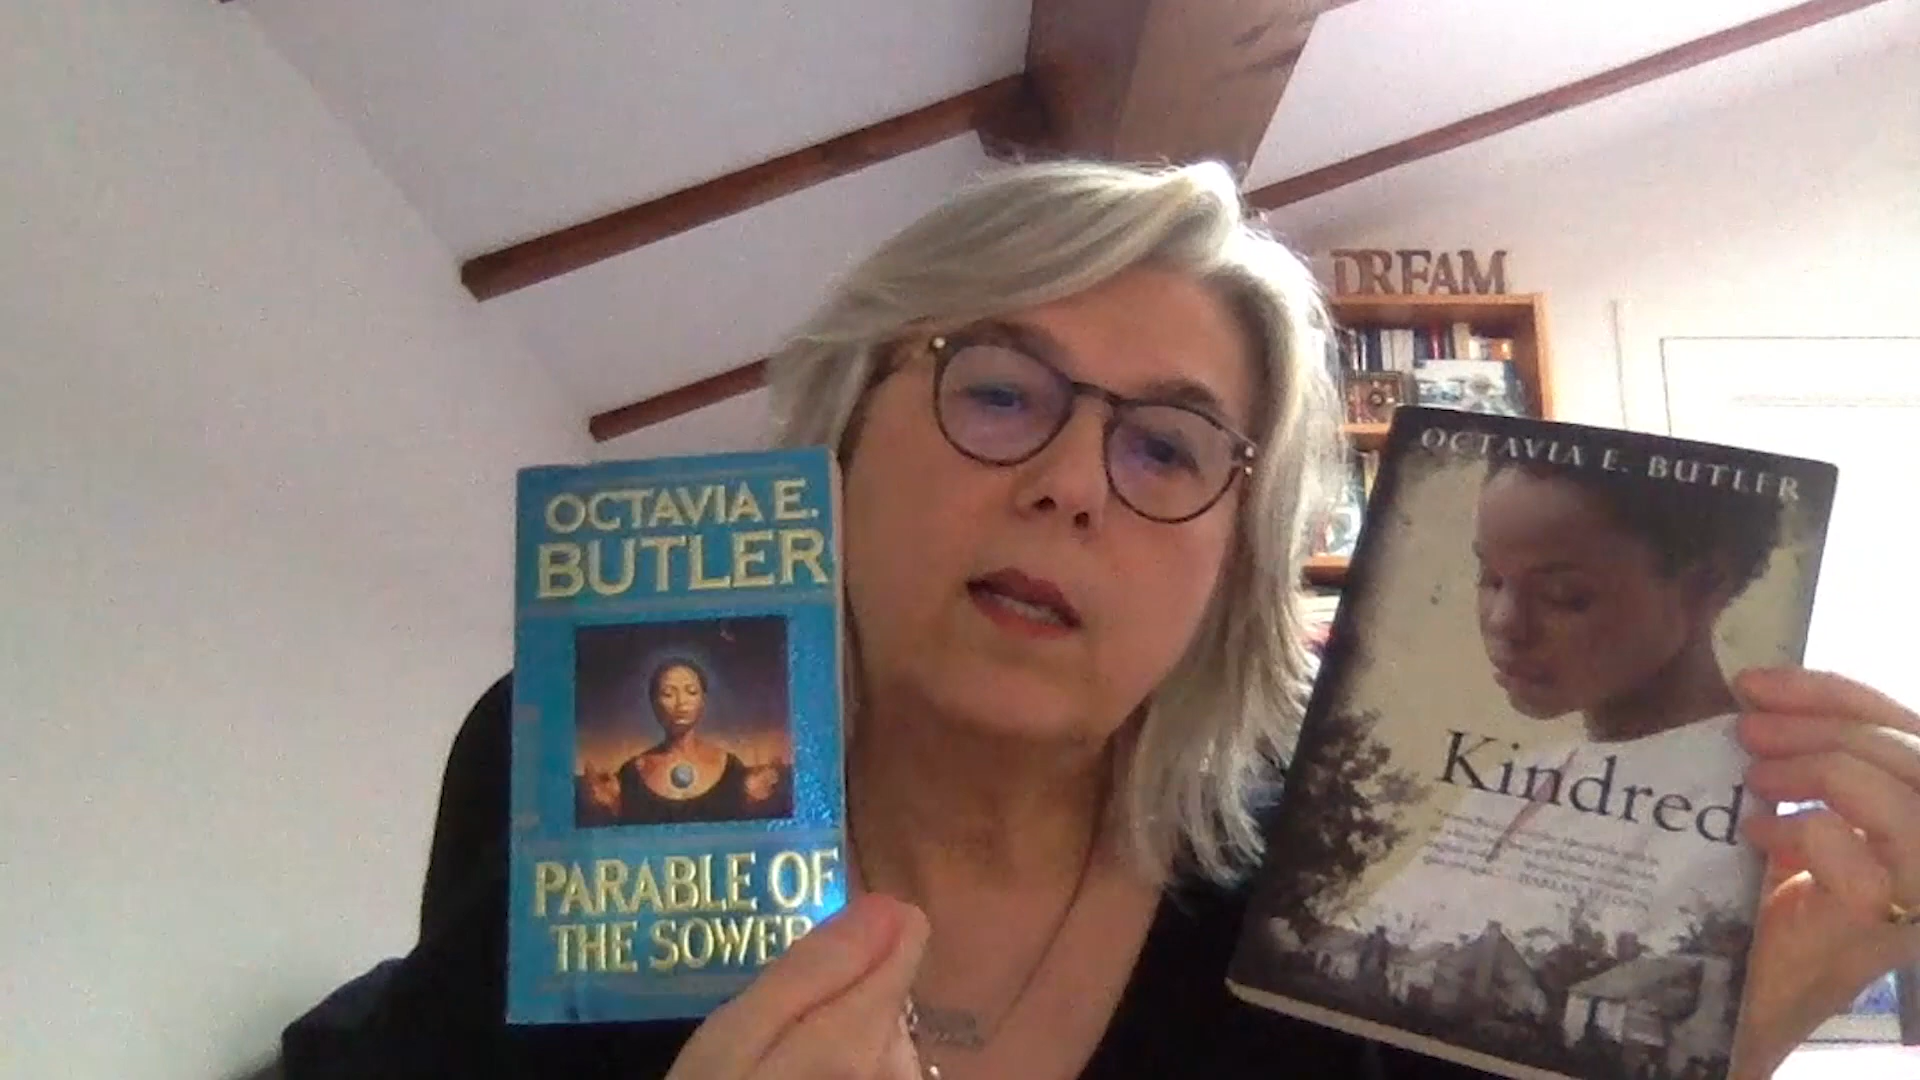 DREAM
OCTAVIA E.
BUTLER
PARABLE OF
THE SOWER
OCTAVIA E. BUTLER
Kindred